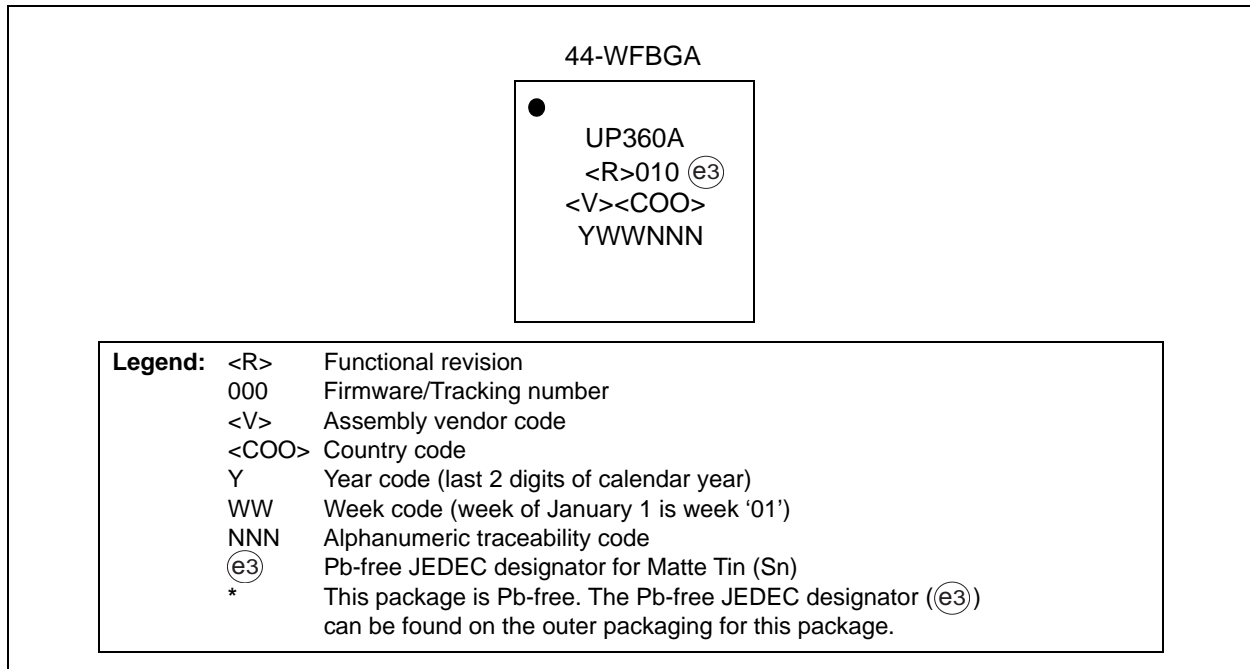 44-WFBGA
UP360A
<R>010 e3
<V><COO>
YWWNNN
Legend: <R> Functional revision
000 Firmware/Tracking number
<V> Assembly vendor code
<COO> Country code
Y Year code (last 2 digits of calendar year)
WW Week code (week of January 1 is week ‘01’)
NNN Alphanumeric traceability code
e3 Pb-free JEDEC designator for Matte Tin (Sn)
* This package is Pb-free. The Pb-free JEDEC designator (e3)
can be found on the outer packaging for this package.